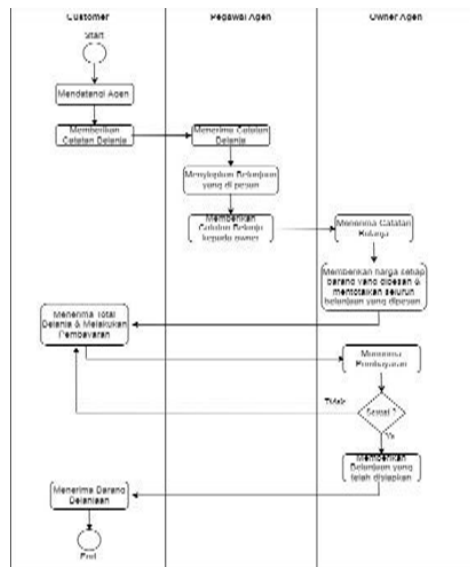 Customer
Pegawai Agen
Owner Agen
Start
Mendatangi Agen
Memberikan
Catatan Belanja
Menerima Catatan
Belanja
Menyiapkan Belanjaan
yang di pesan
Memberikan
Catatan Belanja
kepada owner
Menerima Catatan
Memberikan harga setiap
barang yang dipesan &
mentotalkan seluruh
belanjaan yang dipesan
Menerima Total
Belanja & Melakukan
Pembayaran
Menerima
Pembayaran
Tidak
Sesuai ?
Ya
Memberikan
Belanjaan yang
telah disiapkan
Menerima Barang
Belanjaan
End